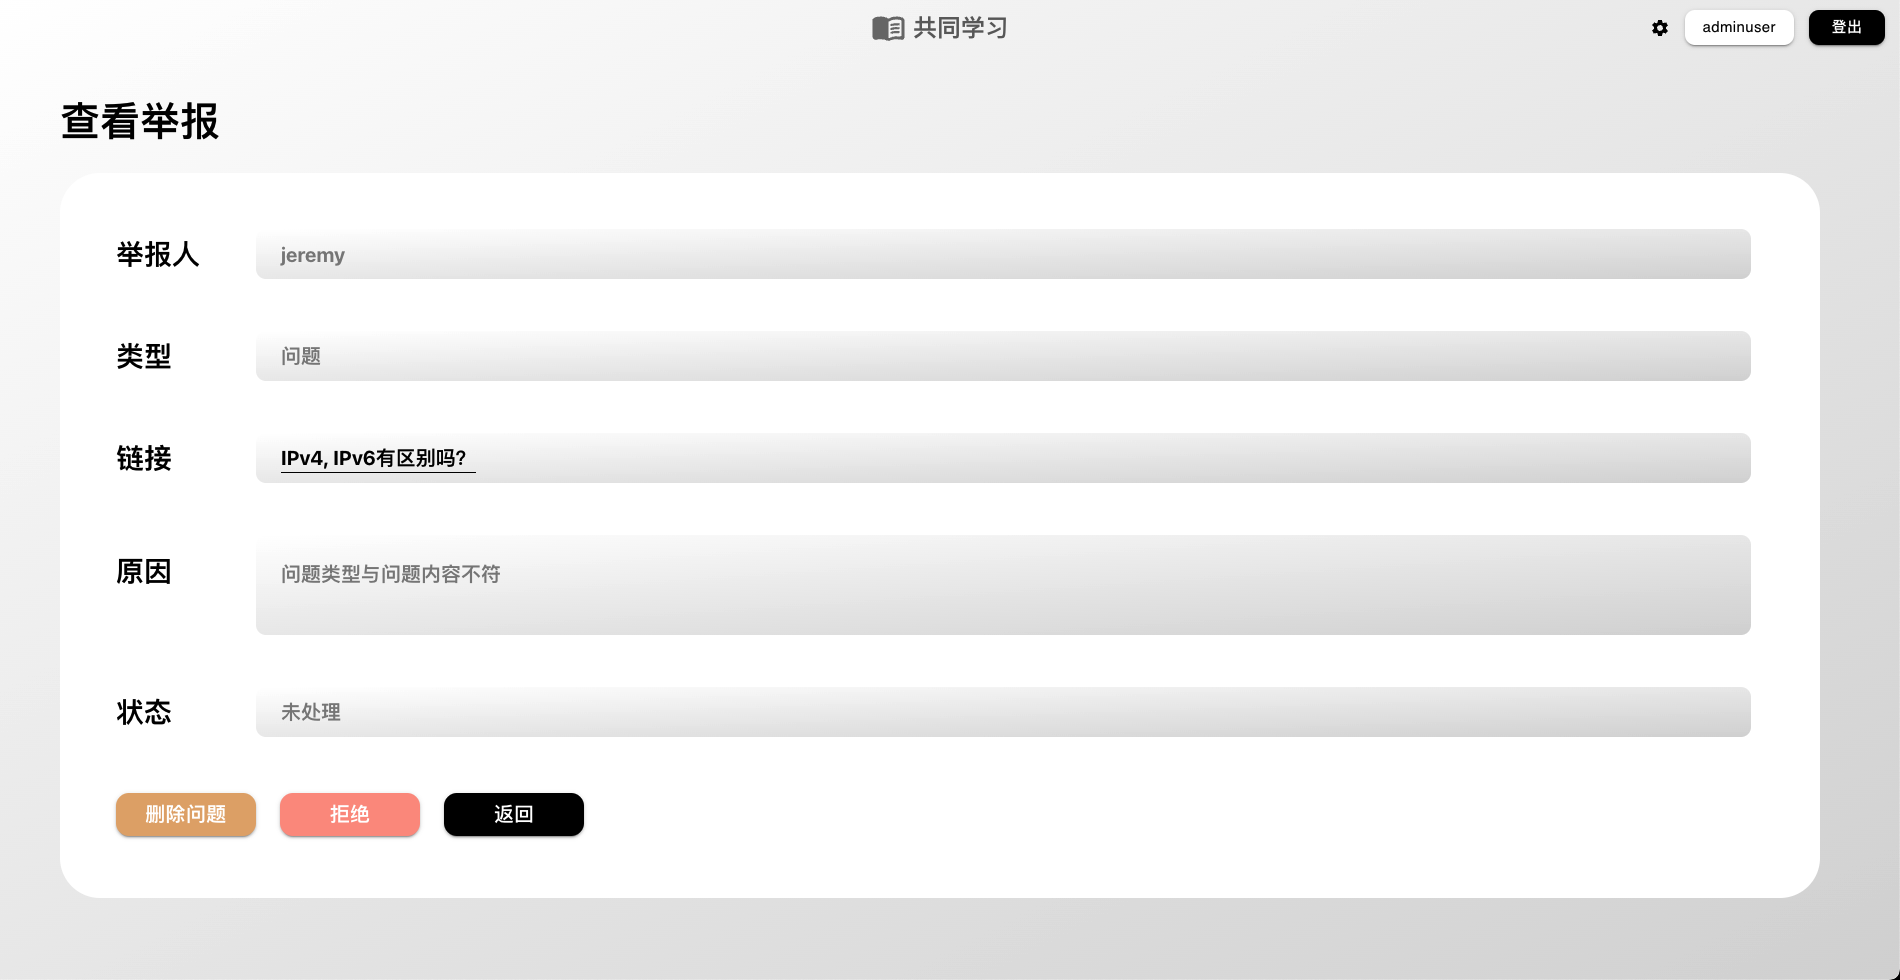 共同学习
adminuser
登出
查看举报
举报人
jeremy
类型
问题
链接
IPv4, IPv6有区别吗?
原因
问题类型与问题内容不符
状态
未处理
删除问题
拒绝
返回